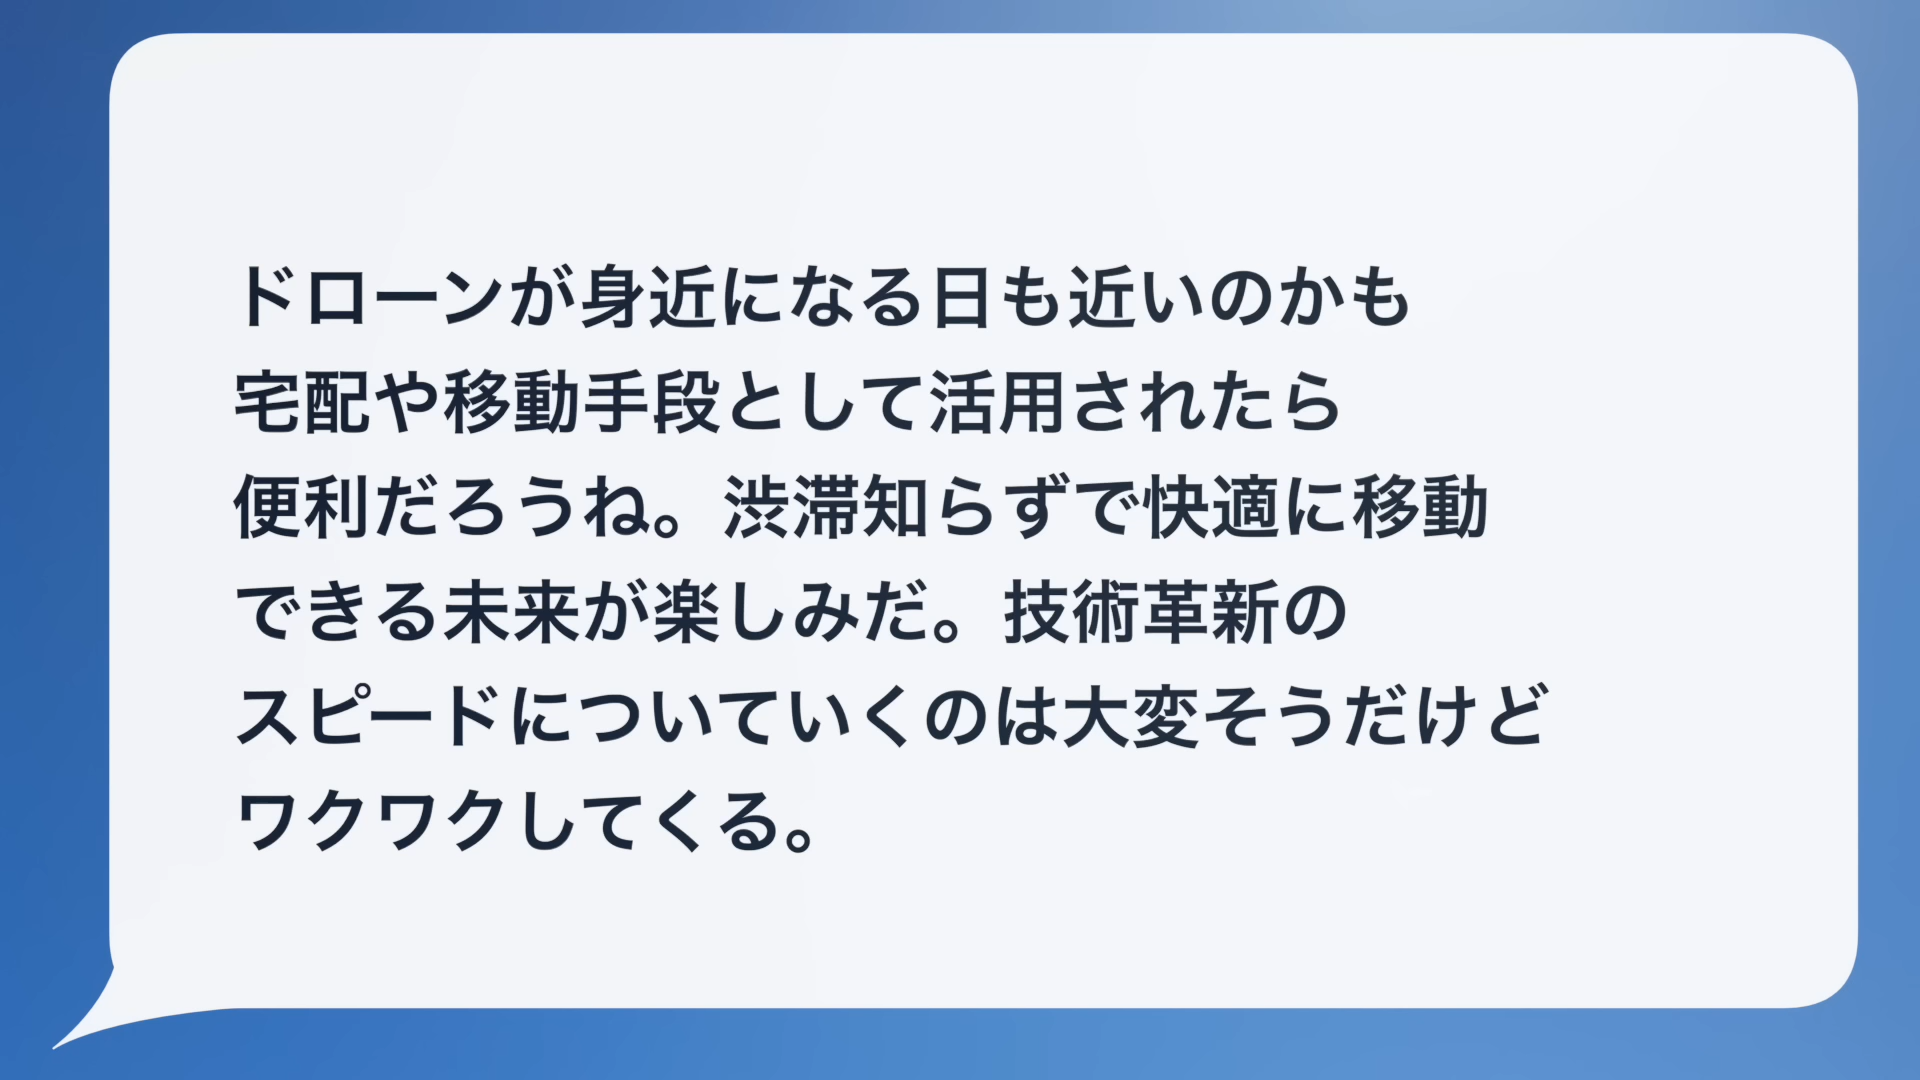 ドローンが身近になる日も近いのかも
宅配や移動手段として活用されたら
便利だろうね。渋滞知らずで快適に移動
できる未来が楽しみだ。技術革新の
スピードについていくのは大変そうだけど
ワクワクしてくる。